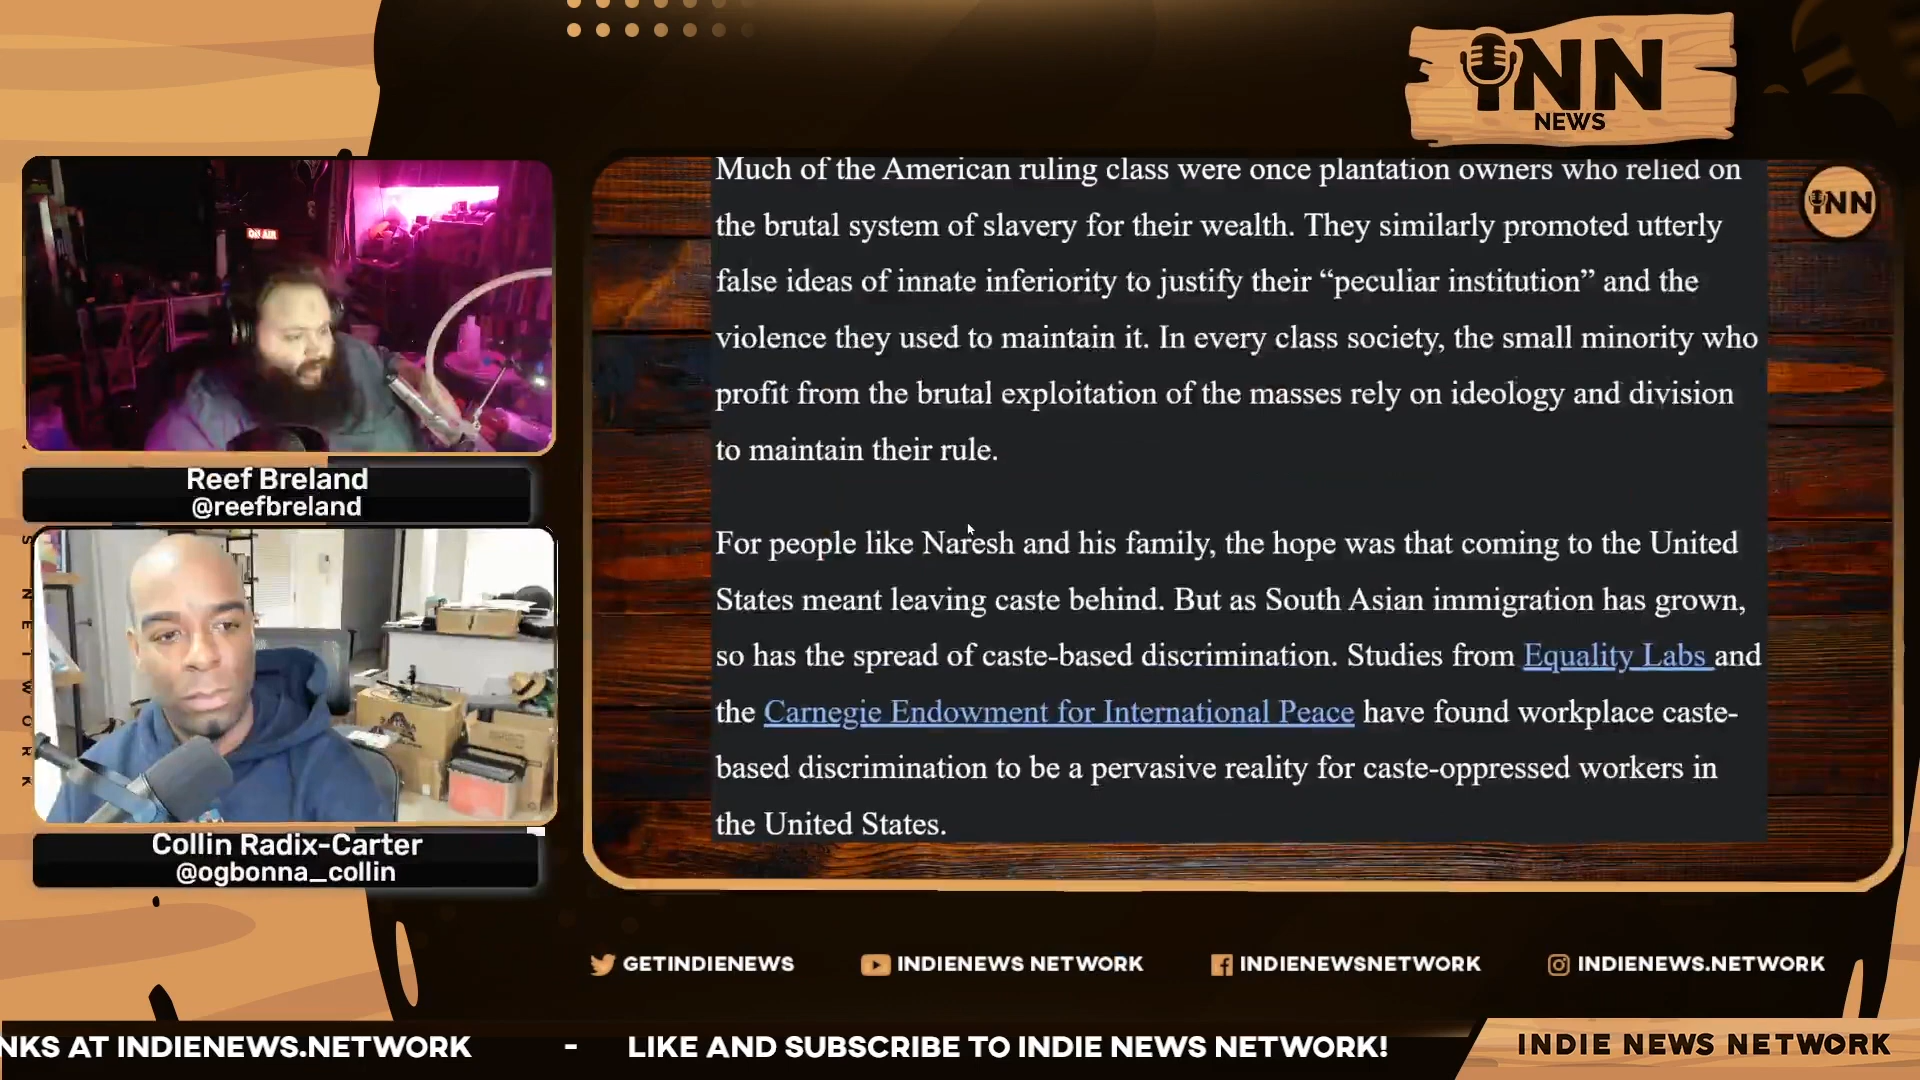 iNN
NEWS
Much of the American ruling class were once plantation owners who relied on
the brutal system of slavery for their wealth. They similarly promoted utterly
false ideas of innate inferiority to justify their “peculiar institution” and the
violence they used to maintain it. In every class society, the small minority who
profit from the brutal exploitation of the masses rely on ideology and division
to maintain their rule.
For people like Naresh and his family, the hope was that coming to the United
States meant leaving caste behind. But as South Asian immigration has grown,
so has the spread of caste-based discrimination. Studies from Equality Labs and
the Carnegie Endowment for International Peace have found workplace caste-
based discrimination to be a pervasive reality for caste-oppressed workers in
the United States.
iNN
ON AIR
Reef Breland
@reefbreland
Collin Radix-Carter
@ogbonna_collin
S NETWORK
GETINDIENEWS
INDIENEWS NETWORK
INDIENEWSNETWORK
INDIENEWS.NETWORK
NKS AT INDIENEWS.NETWORK - LIKE AND SUBSCRIBE TO INDIE NEWS NETWORK!
INDIE NEWS NETWORK